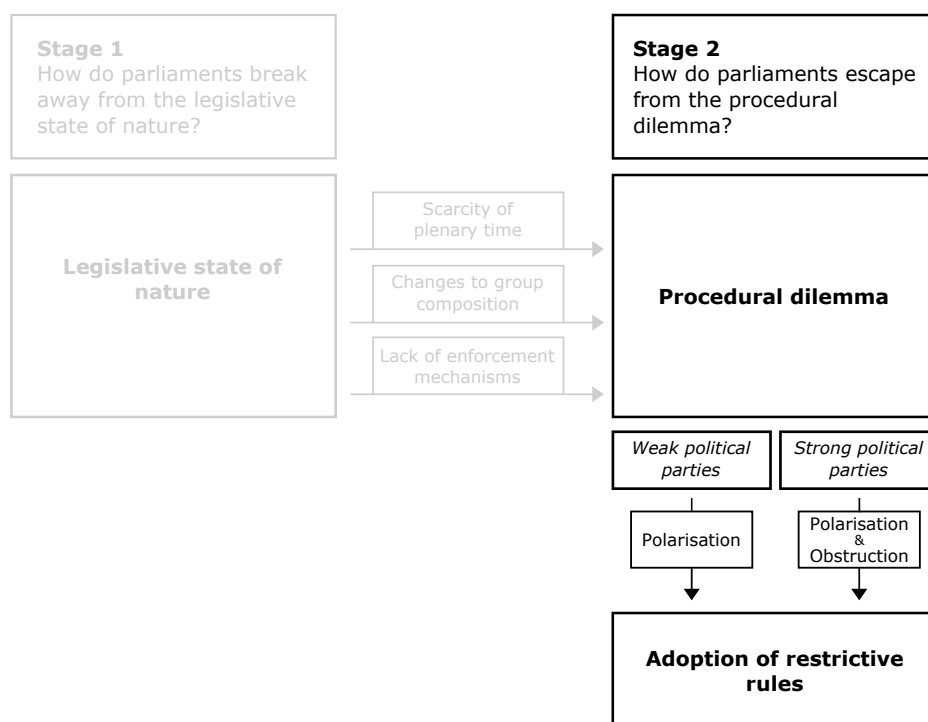 Stage 1
How do parliaments break
away from the legislative
state of nature?
Stage 2
How do parliaments escape
from the procedural
dilemma?
Legislative state of
nature
Scarcity of
plenary time
Changes to group
composition
Lack of enforcement
mechanisms
Procedural dilemma
Weak political
parties
Strong political
parties
Polarisation
Polarisation
&
Obstruction
Adoption of restrictive
rules